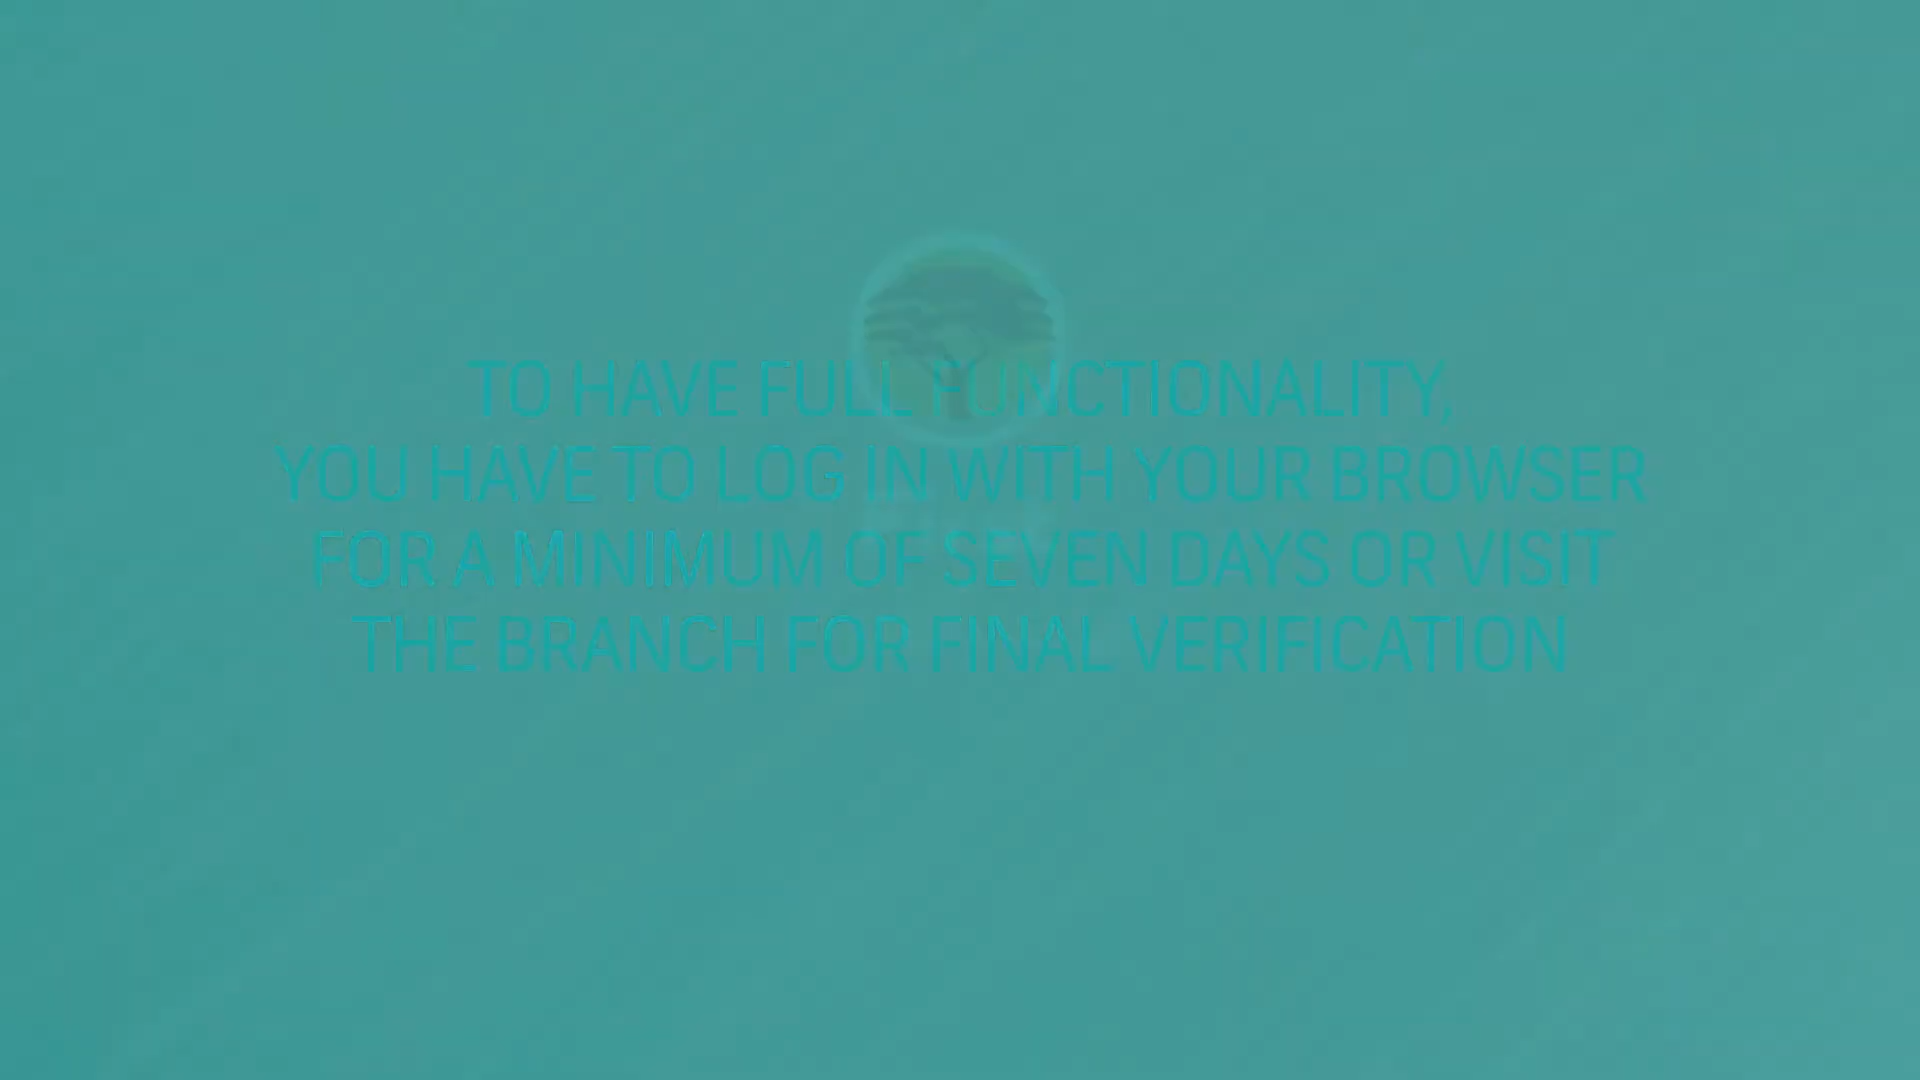 TO HAVE FULL FUNCTIONALITY,
YOU HAVE TO LOG IN WITH YOUR BROWSER
FOR A MINIMUM OF SEVEN DAYS OR VISIT
THE BRANCH FOR FINAL VERIFICATION